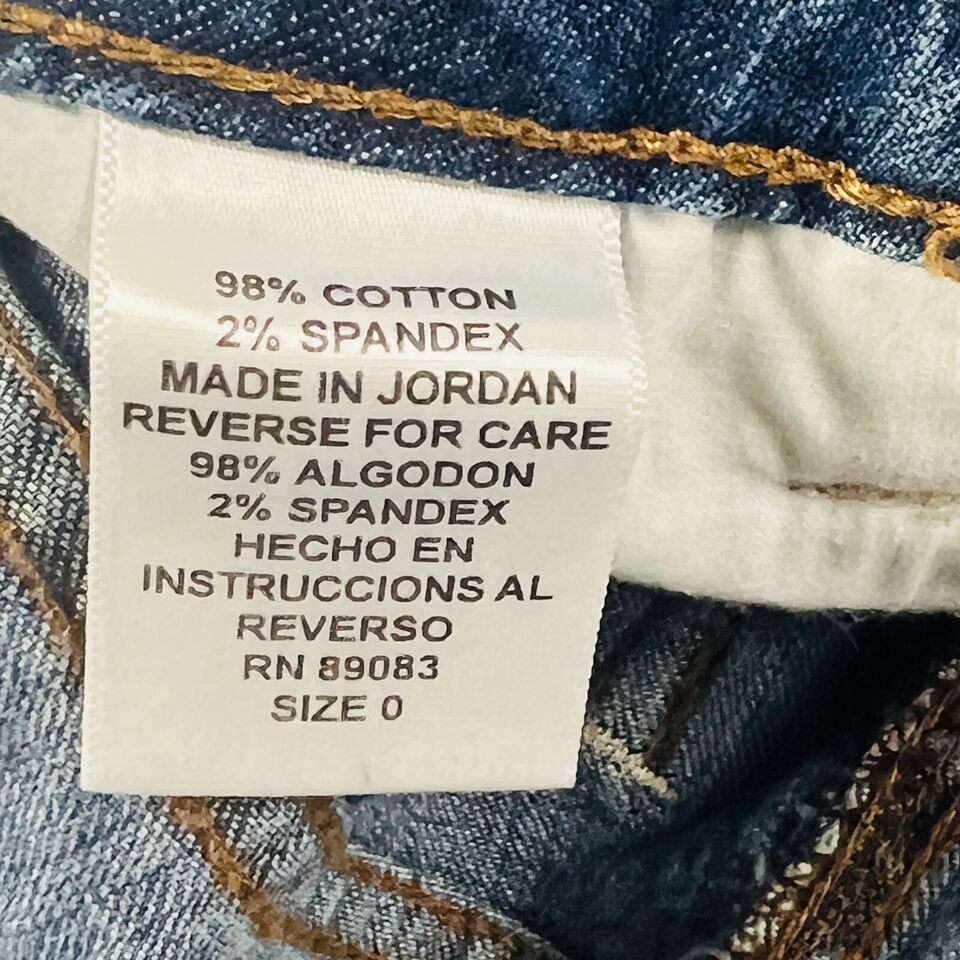 98% COTTON
2% SPANDEX
MADE IN JORDAN
REVERSE FOR CARE
98% ALGODON
2% SPANDEX
HECHO EN
INSTRUCCIONS AL
REVERSO
RN 89083
SIZE 0